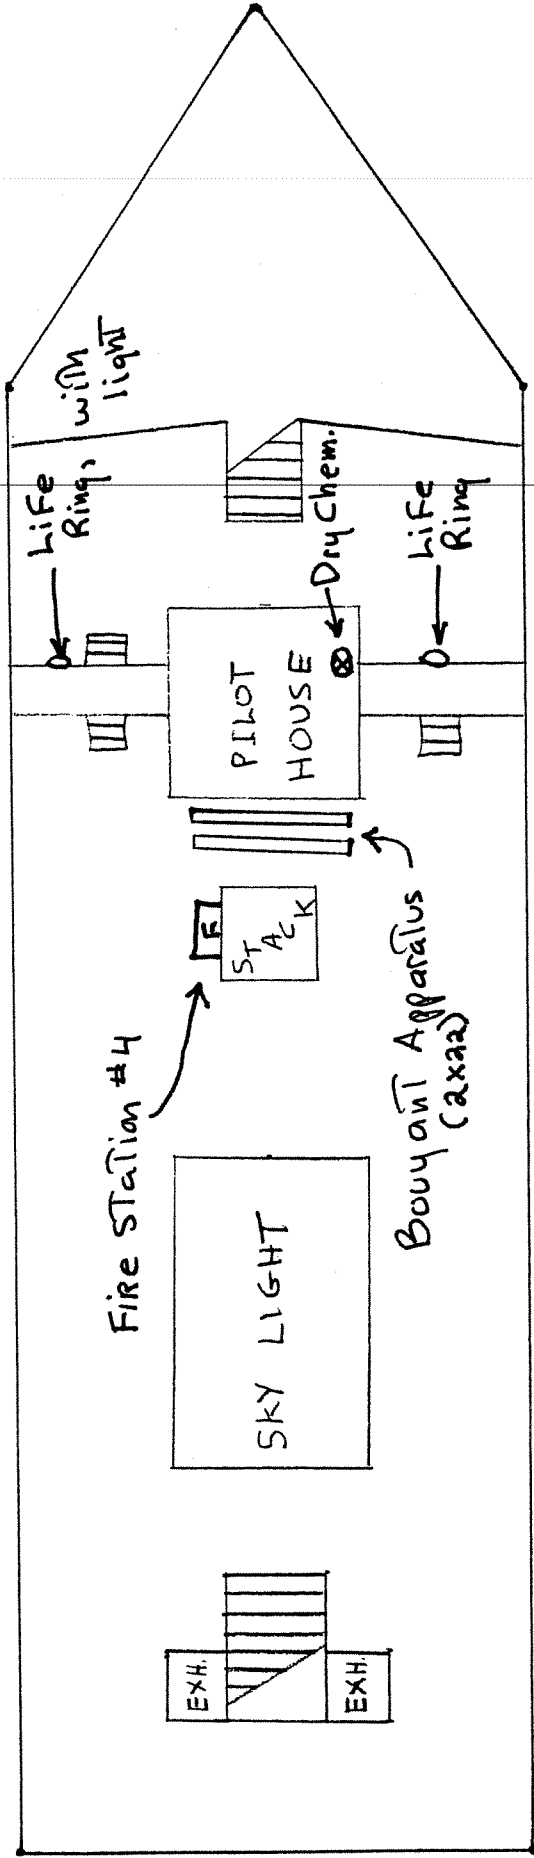 LiFe
Ring,
with
light
Dry Chem.
LiFe
Ring
PILOT
HOUSE
Bouyant Apparatus
(2x22)
F
STACK
Fire Station #4
SKY LIGHT
EXH.
EXH.